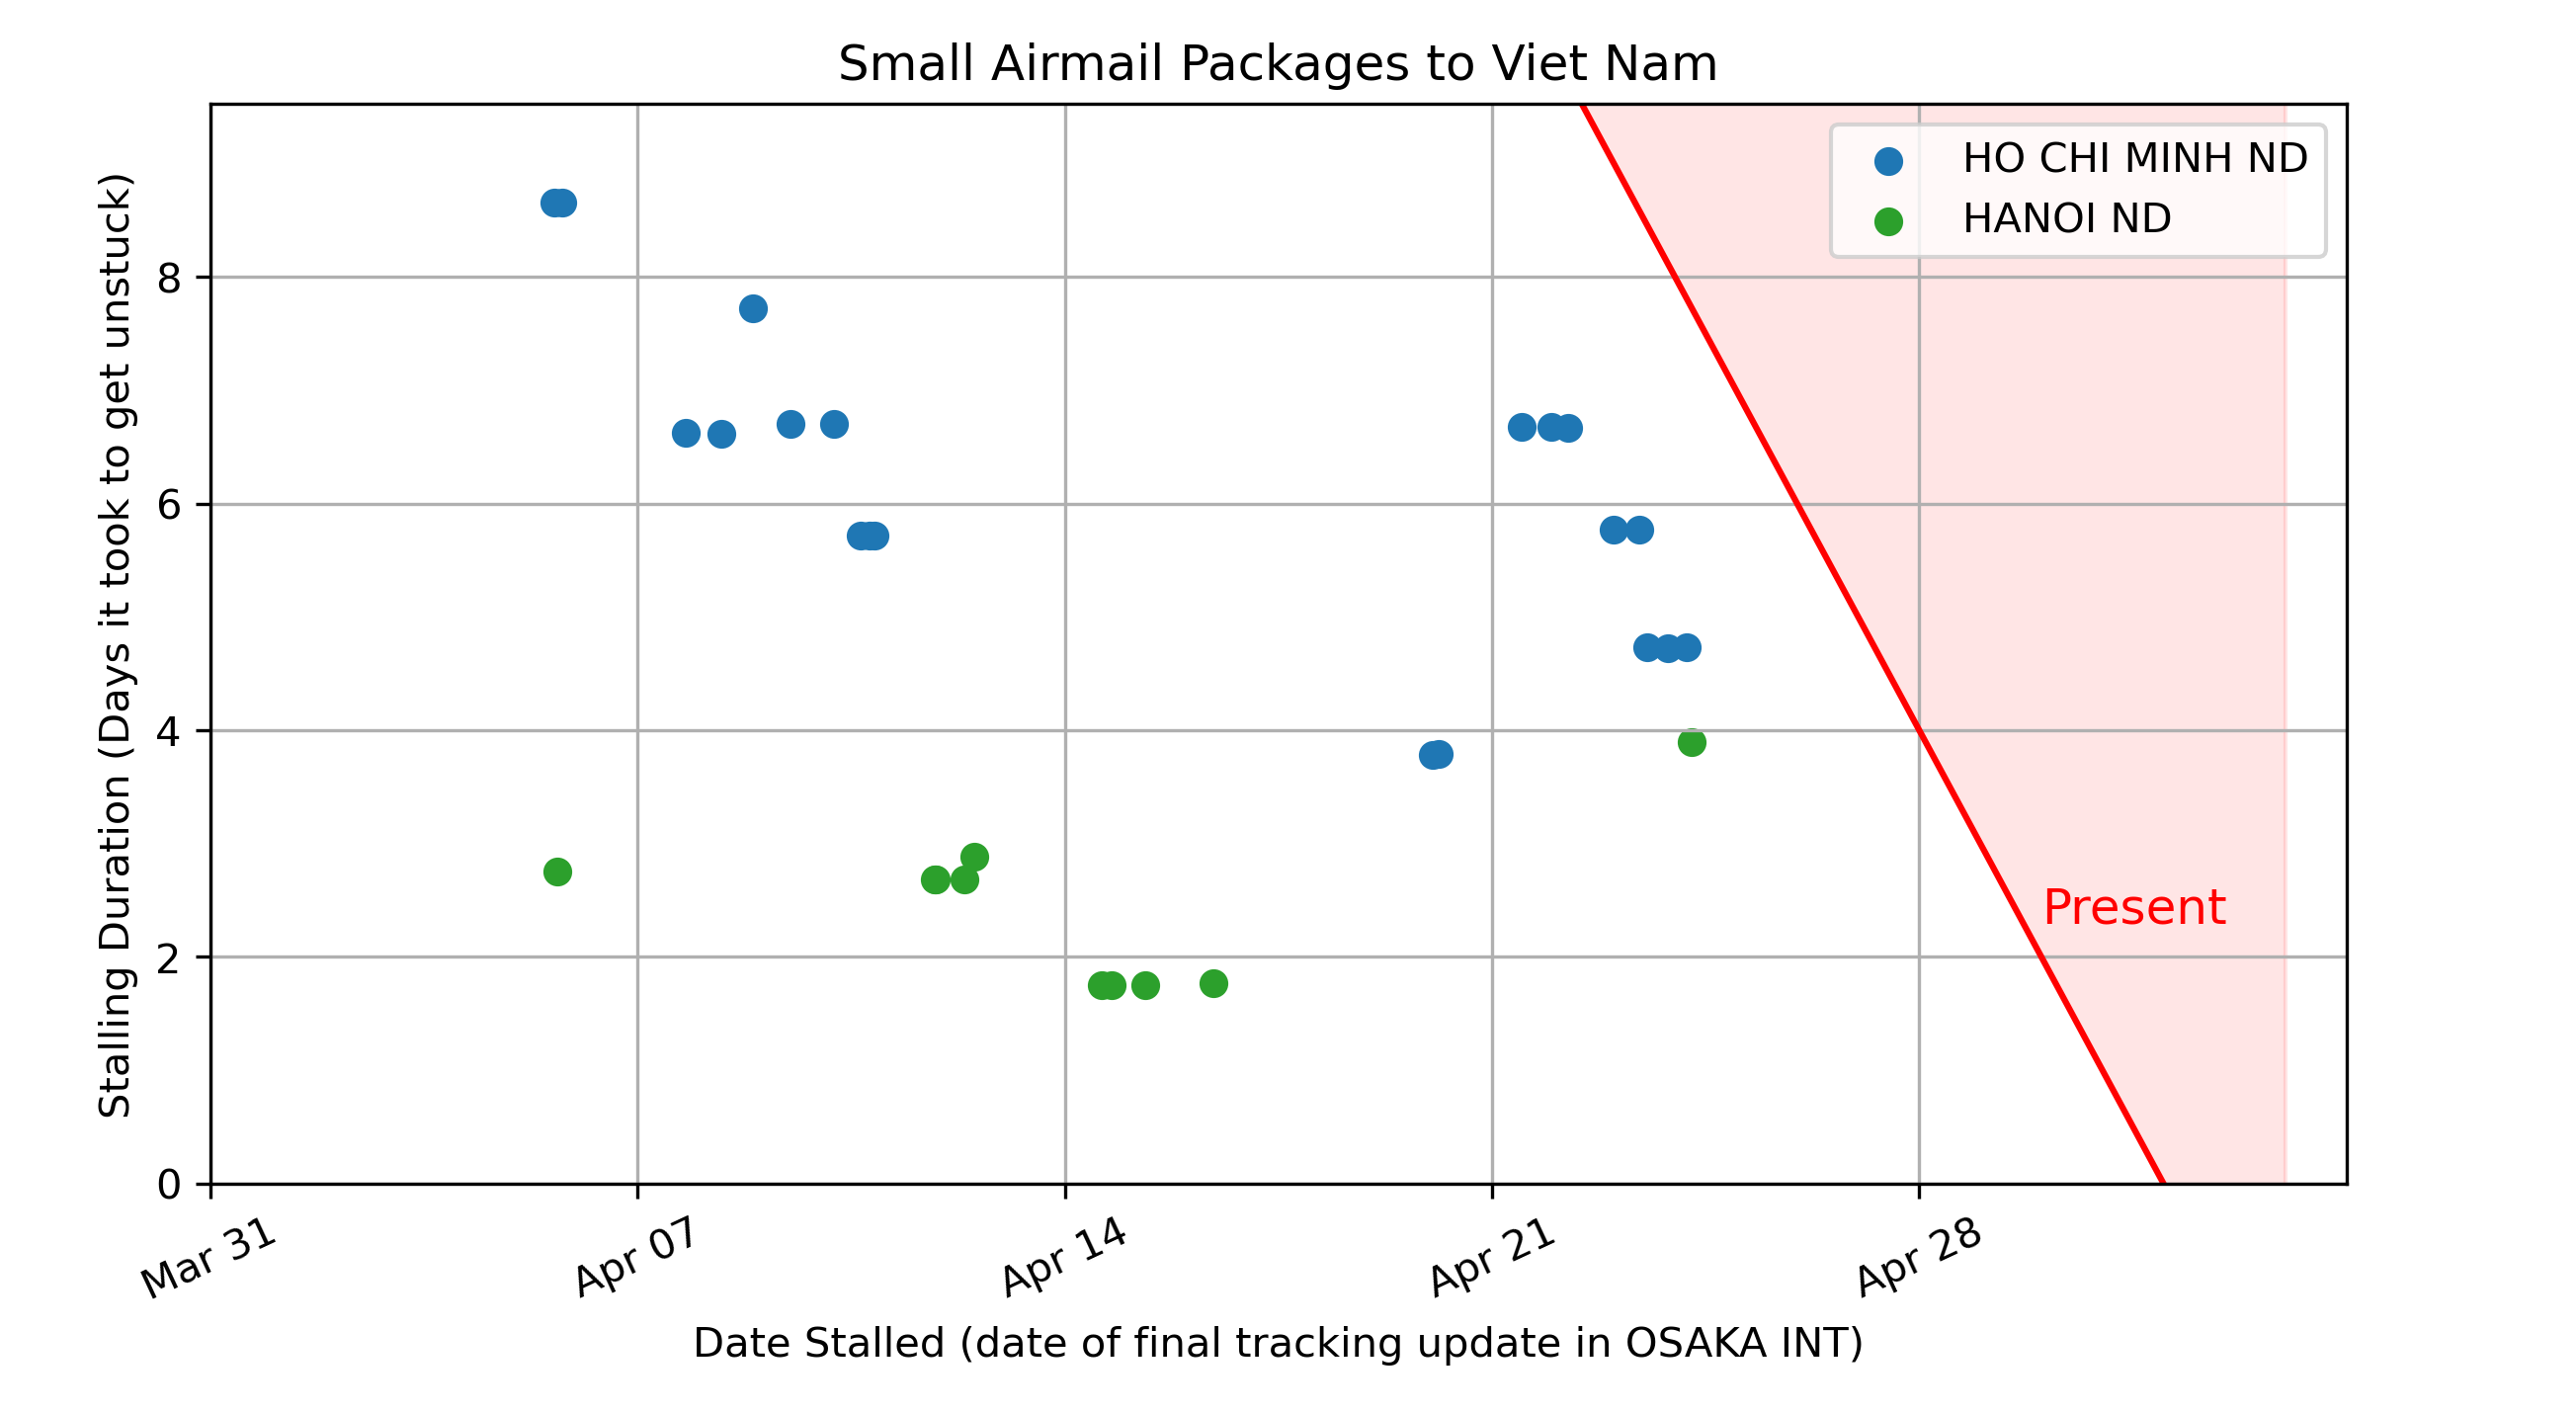 Small Airmail Packages to Viet Nam
HO CHI MINH ND
HANOI ND
Stalling Duration (Days it took to get unstuck)
8
6
4
2
0
Present
Mar 31
Apr 07
Apr 14
Apr 21
Apr 28
Date Stalled (date of final tracking update in OSAKA INT)